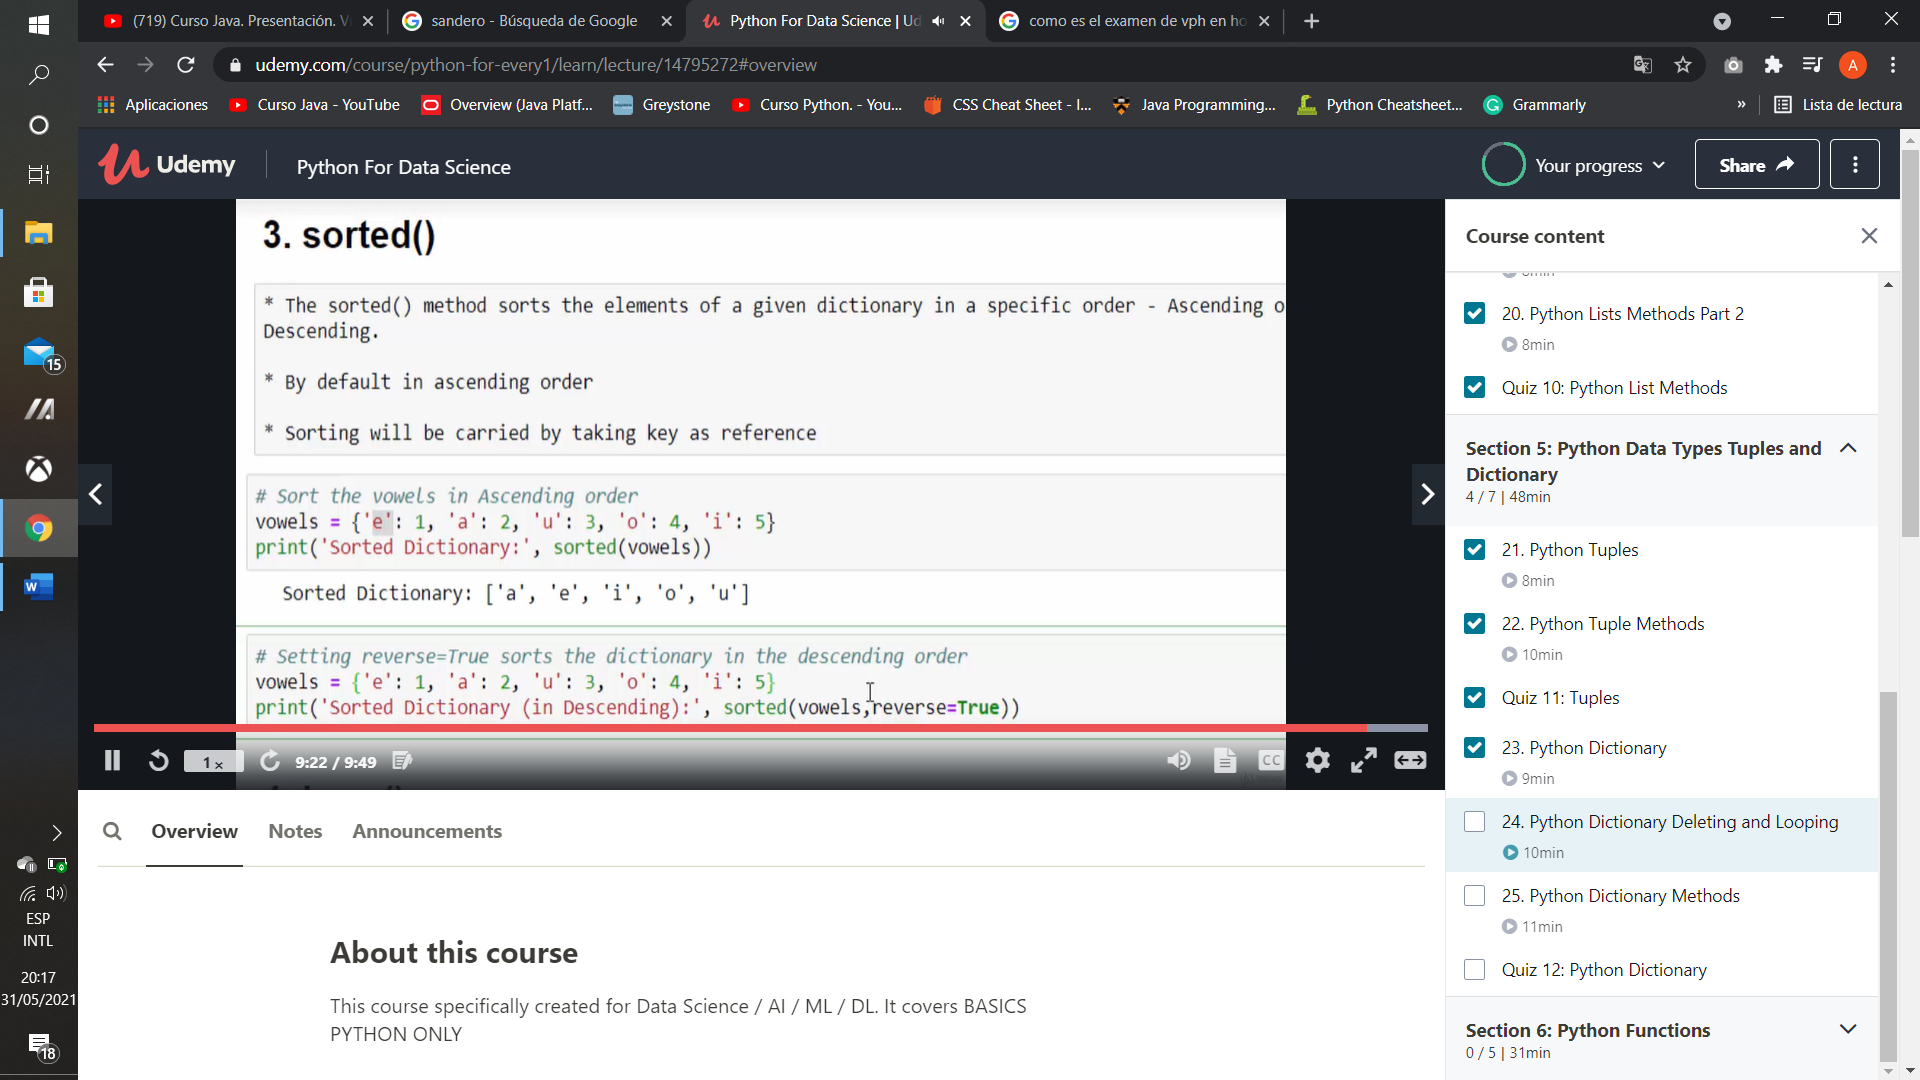 (719) Curso Java. Presentación. V
sandero - Búsqueda de Google
Python For Data Science | Ud
como es el examen de vph en ho
udemy.com/course/python-for-every1/learn/lecture/14795272#overview
A
Aplicaciones
Curso Java - YouTube
Overview (Java Platf...
Greystone
Curso Python. - You...
CSS Cheat Sheet - I...
Java Programming...
Python Cheatsheet...
Grammarly
»
Lista de lectura
Udemy
Python For Data Science
Your progress
Share
3. sorted()
* The sorted() method sorts the elements of a given dictionary in a specific order - Ascending o
Descending.
* By default in ascending order
* Sorting will be carried by taking key as reference
# Sort the vowels in Ascending order
vowels = {'e': 1, 'a': 2, 'u': 3, 'o': 4, 'i': 5}
print('Sorted Dictionary:', sorted(vowels))
Sorted Dictionary: ['a', 'e', 'i', 'o', 'u']
# Setting reverse=True sorts the dictionary in the descending order
vowels = {'e': 1, 'a': 2, 'u': 3, 'o': 4, 'i': 5}
print('Sorted Dictionary (in Descending):', sorted(vowels,reverse=True))
1x
9:22 / 9:49
CC
Overview
Notes
Announcements
About this course
This course specifically created for Data Science / AI / ML / DL. It covers BASICS
PYTHON ONLY
Course content
20. Python Lists Methods Part 2
8min
Quiz 10: Python List Methods
Section 5: Python Data Types Tuples and
Dictionary
4 / 7 | 48min
21. Python Tuples
8min
22. Python Tuple Methods
10min
Quiz 11: Tuples
23. Python Dictionary
9min
24. Python Dictionary Deleting and Looping
10min
25. Python Dictionary Methods
11min
Quiz 12: Python Dictionary
Section 6: Python Functions
0 / 5 | 31min
15
ESP
INTL
20:17
31/05/2021
18